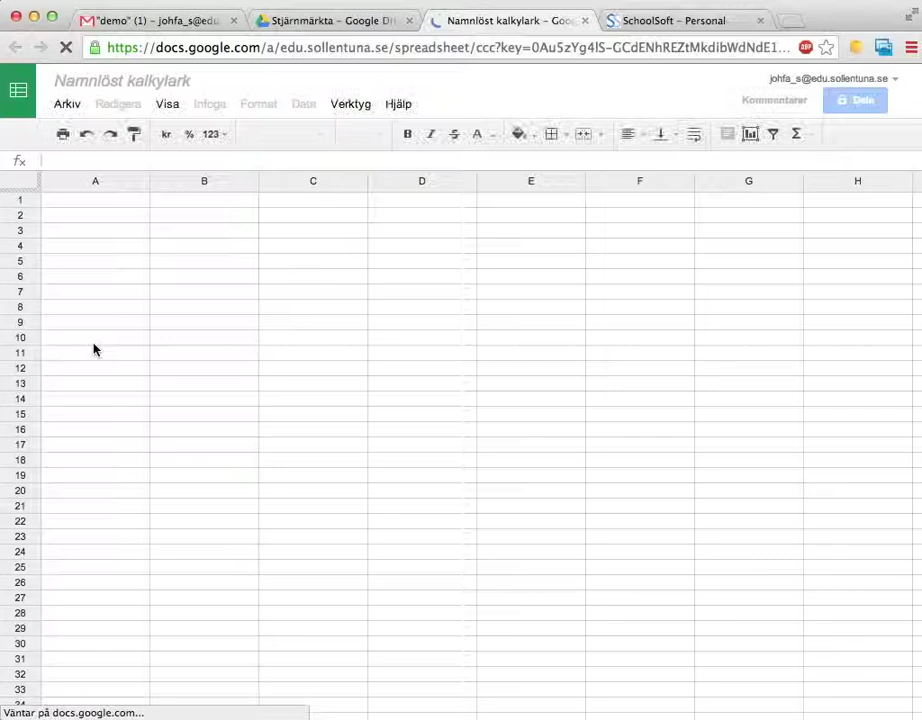 "demo" (1) – johfa_s@edu
Stjärnmärkta – Google Dr
Namnlöst kalkylark – Goo
SchoolSoft – Personal
https://docs.google.com/a/edu.sollentuna.se/spreadsheet/ccc?key=0AuSzYg4lS-GCdENhREZtMkdibWdNdE1...
ABP
Namnlöst kalkylark
johfa_s@edu.sollentuna.se
Arkiv Redigera Visa Infoga Format Data Verktyg Hjälp
Kommentarer
Dela
kr % 123 B I S A Σ
fx
A B C D E F G H
1
2
3
4
5
6
7
8
9
10
11
12
13
14
15
16
17
18
19
20
21
22
23
24
25
26
27
28
29
30
31
32
33
34
Väntar på docs.google.com...